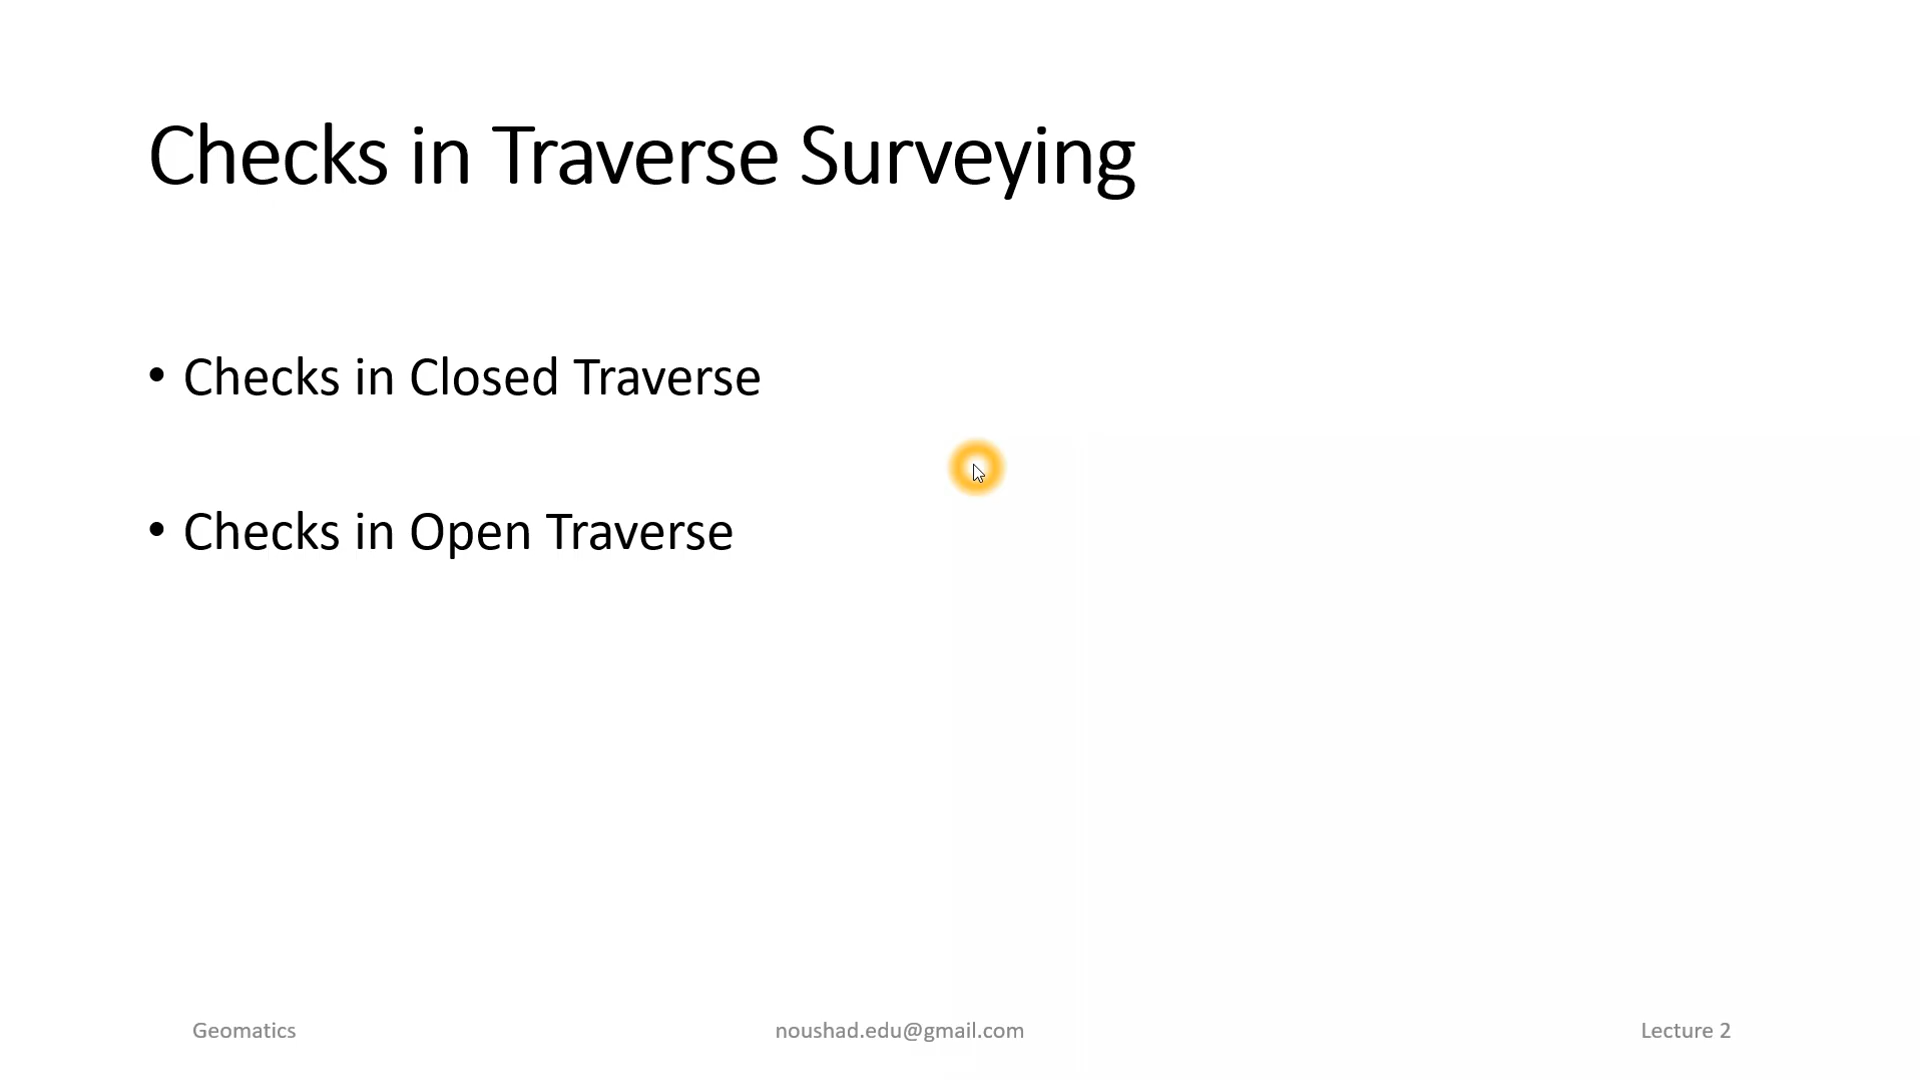 Checks in Traverse Surveying
• Checks in Closed Traverse
• Checks in Open Traverse
Geomatics
noushad.edu@gmail.com
Lecture 2